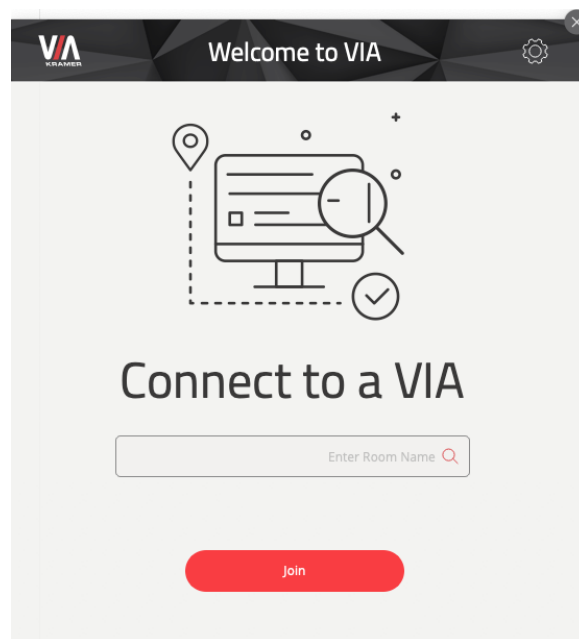 VIA
KRAMER
Welcome to VIA
Connect to a VIA
Enter Room Name
Join